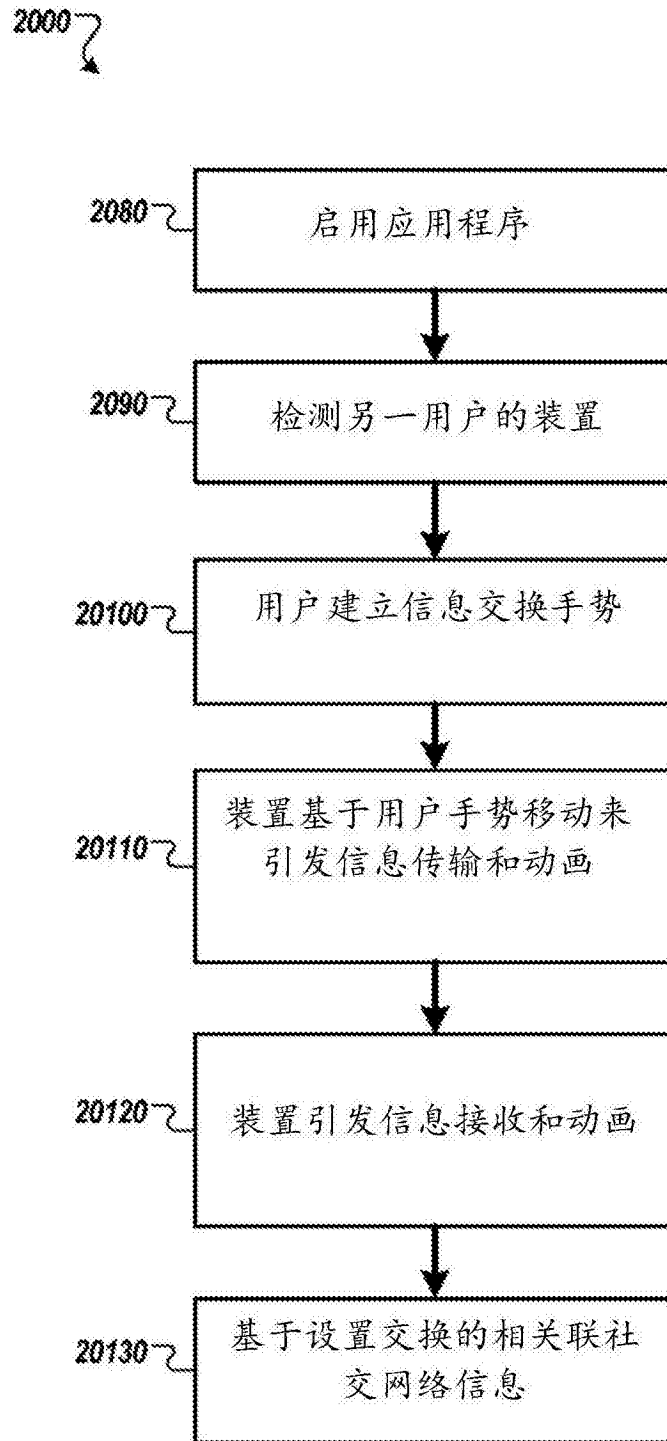 2000
2080
启用应用程序
2090
检测另一用户的装置
20100
用户建立信息交换手势
20110
装置基于用户手势移动来
引发信息传输和动画
20120
装置引发信息接收和动画
20130
基于设置交换的相关联社
交网络信息